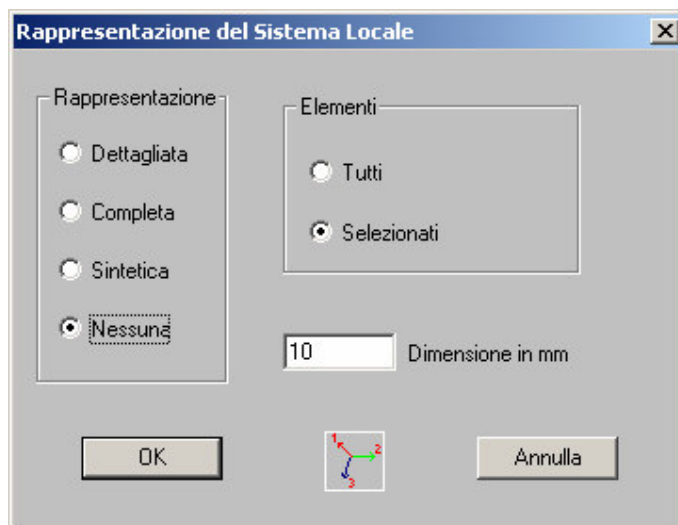 Rappresentazione del Sistema Locale
Rappresentazione
Dettagliata
Completa
Sintetica
Nessuna
Elementi
Tutti
Selezionati
10 Dimensione in mm
OK
1
2
3
Annulla